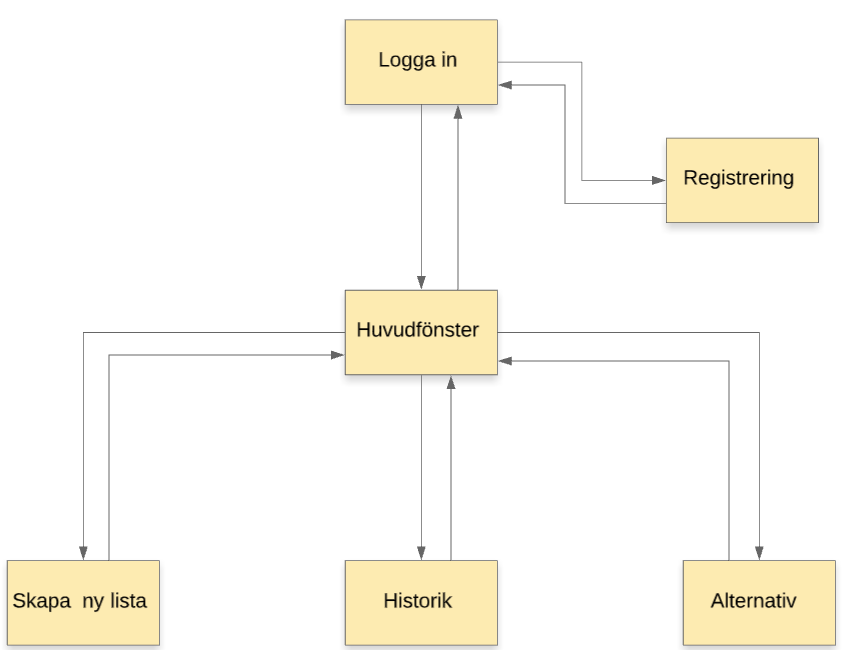 Logga in
Registrering
Huvudfönster
Skapa  ny lista
Historik
Alternativ